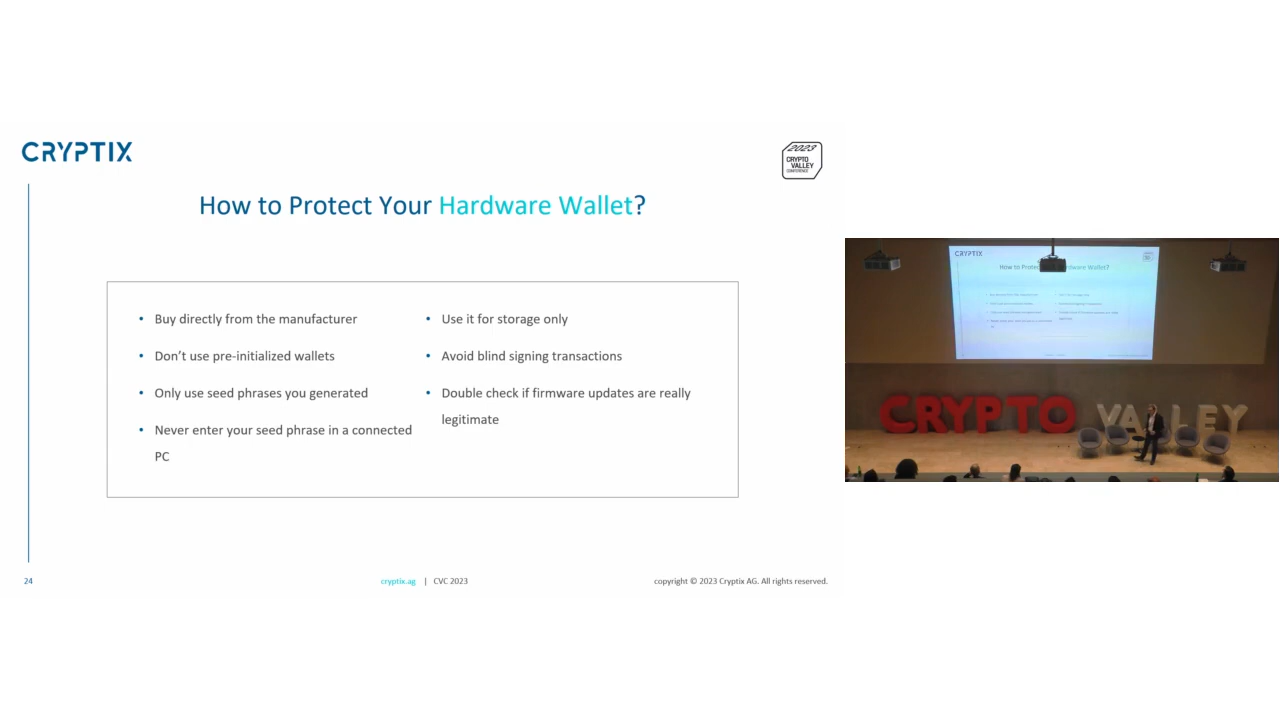 CRYPTIX
2023
CRYPTO
VALLEY
CONFERENCE
How to Protect Your Hardware Wallet?
• Buy directly from the manufacturer
• Don’t use pre-initialized wallets
• Only use seed phrases you generated
• Never enter your seed phrase in a connected
PC
• Use it for storage only
• Avoid blind signing transactions
• Double check if firmware updates are really
legitimate
24
cryptix.ag | CVC 2023
copyright © 2023 Cryptix AG. All rights reserved.
CRYPTIX
How to Protec rdware Wallet?
CRYPTO VALLEY